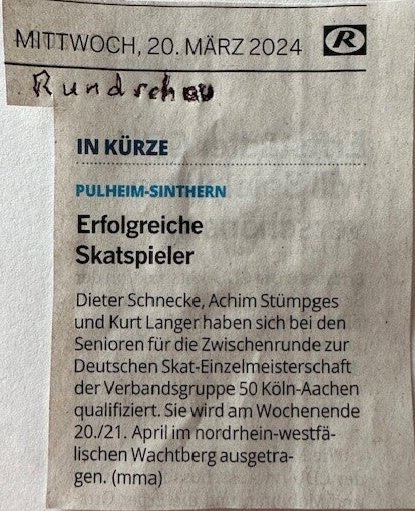 MITTWOCH, 20. MÄRZ 2024 R
Rundschau
IN KÜRZE
PULHEIM-SINTHERN
Erfolgreiche
Skatspieler
Dieter Schnecke, Achim Stümpges
und Kurt Langer haben sich bei den
Senioren für die Zwischenrunde zur
Deutschen Skat-Einzelmeisterschaft
der Verbandsgruppe 50 Köln-Aachen
qualifiziert. Sie wird am Wochenende
20./21. April im nordrhein-westfä-
lischen Wachtberg ausgetra-
gen. (mma)